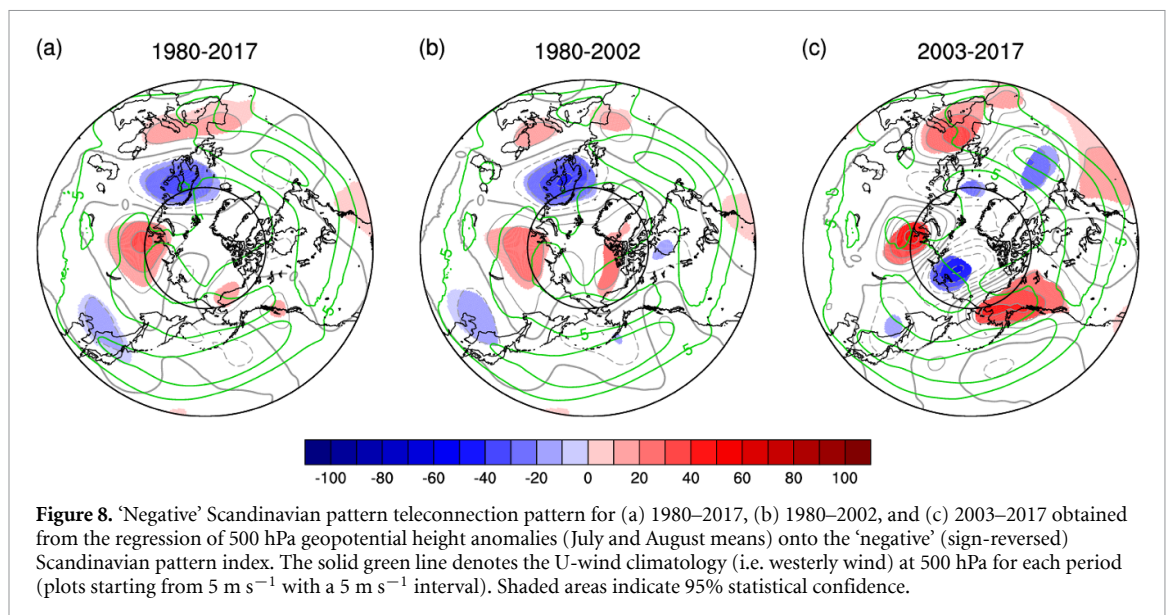 (a) 1980-2017 (b) 1980-2002 (c) 2003-2017
-100 -80 -60 -40 -20 0 20 40 60 80 100
Figure 8. ‘Negative’ Scandinavian pattern teleconnection pattern for (a) 1980–2017, (b) 1980–2002, and (c) 2003–2017 obtained
from the regression of 500 hPa geopotential height anomalies (July and August means) onto the ‘negative’ (sign-reversed)
Scandinavian pattern index. The solid green line denotes the U-wind climatology (i.e. westerly wind) at 500 hPa for each period
(plots starting from 5 m s−1 with a 5 m s−1 interval). Shaded areas indicate 95% statistical confidence.